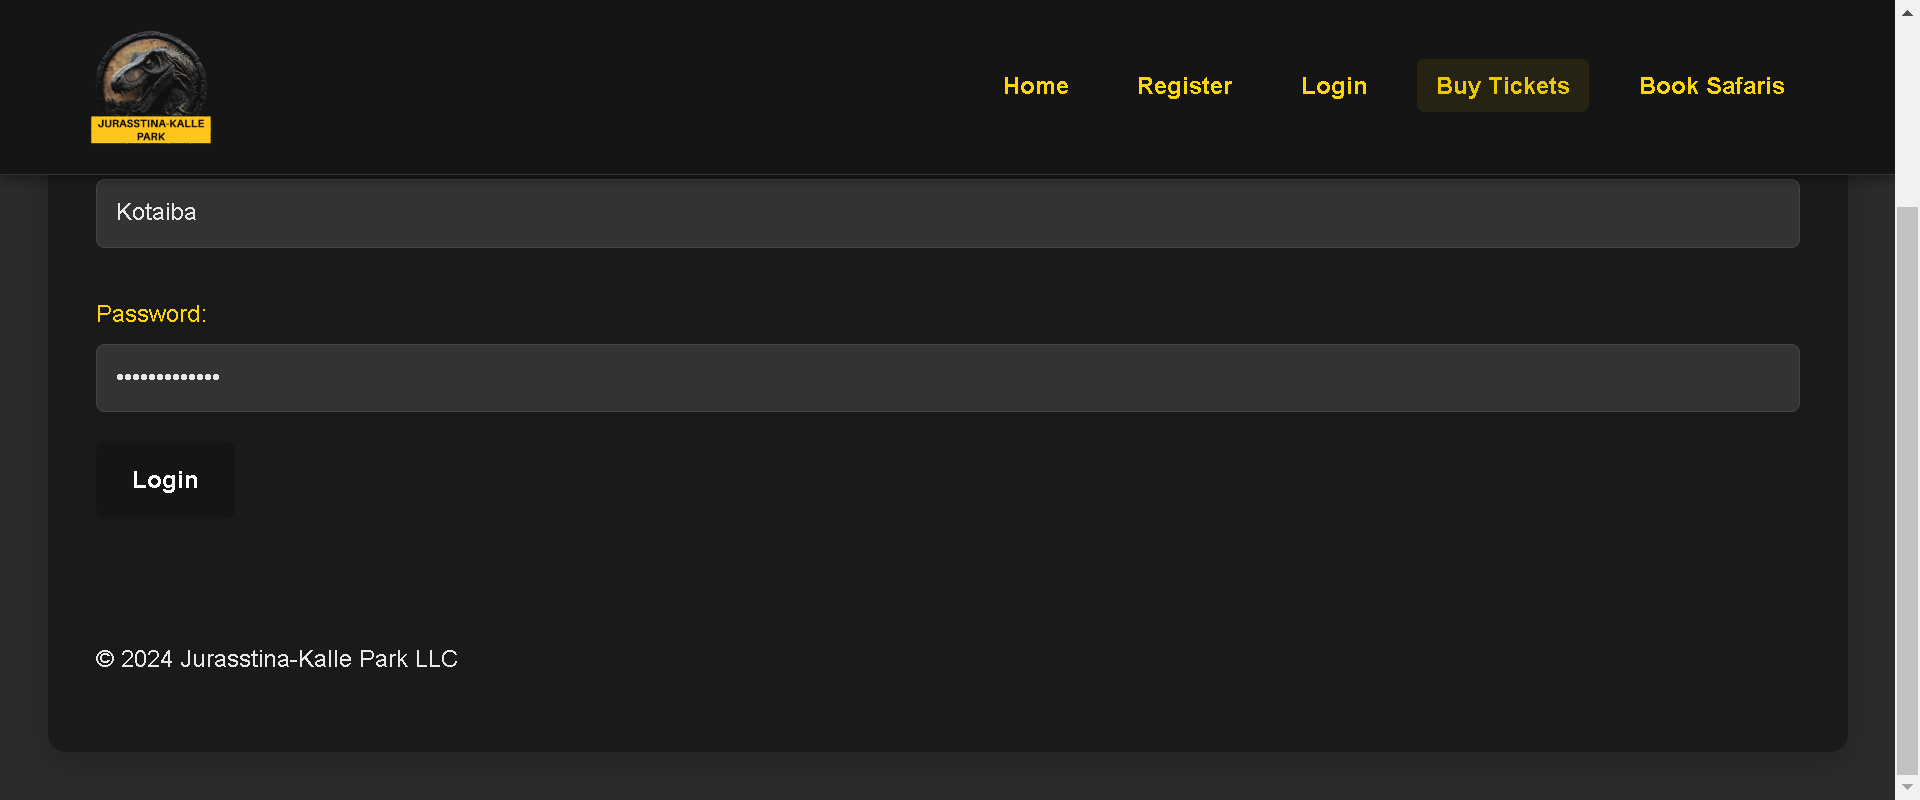 JURASSTINA-KALLE
PARK
Home
Register
Login
Buy Tickets
Book Safaris
Kotaiba
Password:
•••••••••••••
Login
© 2024 Jurasstina-Kalle Park LLC